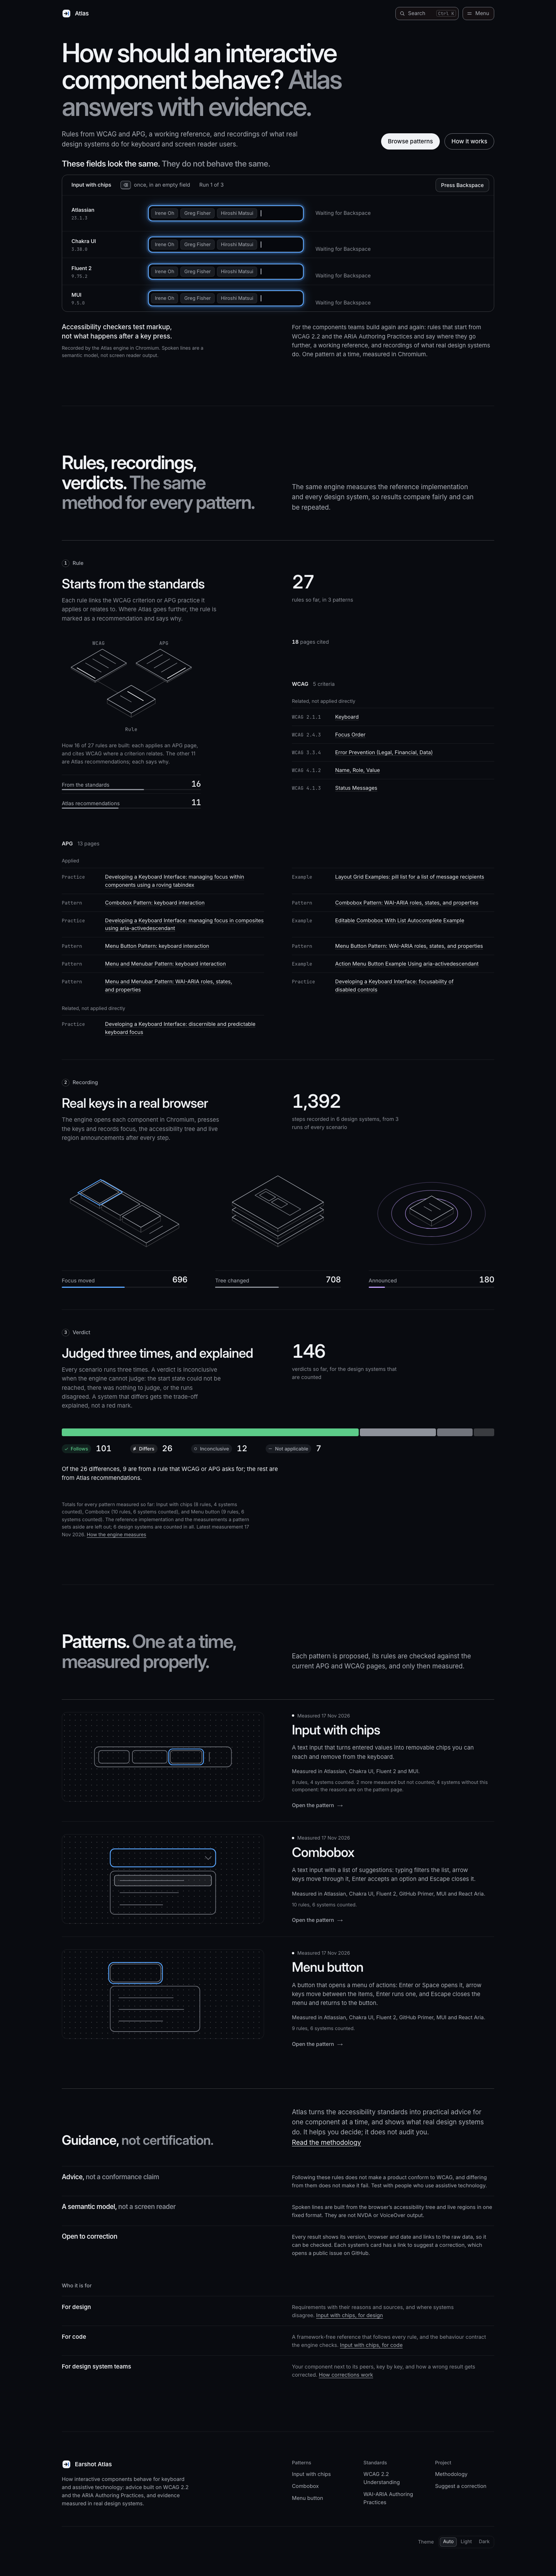 Atlas
Search
Ctrl K
Menu
How should an interactive
component behave? Atlas
answers with evidence.
Rules from WCAG and APG, a working reference, and recordings of what real
design systems do for keyboard and screen reader users.
Browse patterns
How it works
These fields look the same. They do not behave the same.
Input with chips
once, in an empty field
Run 1 of 3
Press Backspace
Atlassian
Irene Oh
Greg Fisher
Hiroshi Matsui
Waiting for Backspace
Chakra UI
Irene Oh
Greg Fisher
Hiroshi Matsui
Waiting for Backspace
Fluent 2
Irene Oh
Greg Fisher
Hiroshi Matsui
Waiting for Backspace
MUI
Irene Oh
Greg Fisher
Hiroshi Matsui
Waiting for Backspace
Accessibility checkers test markup,
not what happens after a key press.
Recorded by the Atlas engine in Chromium. Spoken lines are a
semantic model, not screen reader output.
For the components teams build again and again: rules that start from
WCAG 2.2 and the ARIA Authoring Practices and say where they go
further, a working reference, and recordings of what real design systems
do. One pattern at a time, measured in Chromium.
Rules, recordings,
verdicts. The same
method for every pattern.
The same engine measures the reference implementation
and every design system, so results compare fairly and can
be repeated.
1 Rule
Starts from the standards
Each rule links the WCAG criterion or APG practice it
applies or relates to. Where Atlas goes further, the rule is
marked as a recommendation and says why.
27
rules so far, in 3 patterns
WCAG
APG
Rule
18 pages cited
WCAG 5 criteria
Related, not applied directly
WCAG 2.1.1 Keyboard
WCAG 2.4.3 Focus Order
WCAG 3.3.4 Error Prevention (Legal, Financial, Data)
WCAG 4.1.2 Name, Role, Value
WCAG 4.1.3 Status Messages
How 16 of 27 rules are built: each applies an APG page,
and cites WCAG where a criterion relates. The other 11
are Atlas recommendations; each says why.
From the standards 16
Atlas recommendations 11
APG 13 pages
Applied
Practice Developing a Keyboard Interface: managing focus within
components using a roving tabindex
Example Layout Grid Examples: pill list for a list of message recipients
Pattern Combobox Pattern: keyboard interaction
Pattern Combobox Pattern: WAI-ARIA roles, states, and properties
Practice Developing a Keyboard Interface: managing focus in composites
using aria-activedescendant
Example Editable Combobox With List Autocomplete Example
Pattern Menu Button Pattern: keyboard interaction
Pattern Menu Button Pattern: WAI-ARIA roles, states, and properties
Pattern Menu and Menubar Pattern: keyboard interaction
Example Action Menu Button Example Using aria-activedescendant
Pattern Menu and Menubar Pattern: WAI-ARIA roles, states,
and properties
Practice Developing a Keyboard Interface: focusability of
disabled controls
Related, not applied directly
Practice Developing a Keyboard Interface: discernible and predictable
keyboard focus
2 Recording
Real keys in a real browser
The engine opens each component in Chromium, presses
the keys and records focus, the accessibility tree and live
region announcements after every step.
1,392
steps recorded in 6 design systems, from 3
runs of every scenario
Focus moved 696
Tree changed 708
Announced 180
3 Verdict
Judged three times, and explained
Every scenario runs three times. A verdict is inconclusive
when the engine cannot judge: the start state could not be
reached, there was nothing to judge, or the runs
disagreed. A system that differs gets the trade-off
explained, not a red mark.
146
verdicts so far, for the design systems that
are counted
Follows 101
Differs 26
Inconclusive 12
Not applicable 7
Of the 26 differences, 9 are from a rule that WCAG or APG asks for; the rest are
from Atlas recommendations.
Totals for every pattern measured so far: Input with chips (8 rules, 4 systems
counted), Combobox (10 rules, 6 systems counted), and Menu button (9 rules, 6
systems counted). The reference implementation and the measurements a pattern
sets aside are left out; 6 design systems are counted in all. Latest measurement 17
Nov 2026. How the engine measures
Patterns. One at a time,
measured properly.
Each pattern is proposed, its rules are checked against the
current APG and WCAG pages, and only then measured.
Measured 17 Nov 2026
Input with chips
A text input that turns entered values into removable chips you can
reach and remove from the keyboard.
Measured in Atlassian, Chakra UI, Fluent 2 and MUI.
8 rules, 4 systems counted. 2 more measured but not counted; 4 systems without this
component: the reasons are on the pattern page.
Open the pattern
Measured 17 Nov 2026
Combobox
A text input with a list of suggestions: typing filters the list, arrow
keys move through it, Enter accepts an option and Escape closes it.
Measured in Atlassian, Chakra UI, Fluent 2, GitHub Primer, MUI and React Aria.
10 rules, 6 systems counted.
Open the pattern
Measured 17 Nov 2026
Menu button
A button that opens a menu of actions: Enter or Space opens it, arrow
keys move between the items, Enter runs one, and Escape closes the
menu and returns to the button.
Measured in Atlassian, Chakra UI, Fluent 2, GitHub Primer, MUI and React Aria.
9 rules, 6 systems counted.
Open the pattern
Guidance, not certification.
Atlas turns the accessibility standards into practical advice for
one component at a time, and shows what real design systems
do. It helps you decide; it does not audit you.
Read the methodology
Advice, not a conformance claim
Following these rules does not make a product conform to WCAG, and differing
from them does not make it fail. Test with people who use assistive technology.
A semantic model, not a screen reader
Spoken lines are built from the browser's accessibility tree and live regions in one
fixed format. They are not NVDA or VoiceOver output.
Open to correction
Every result shows its version, browser and date and links to the raw data, so it
can be checked. Each system's card has a link to suggest a correction, which
opens a public issue on GitHub.
Who it is for
For design
Requirements with their reasons and sources, and where systems
disagree. Input with chips, for design
For code
A framework-free reference that follows every rule, and the behaviour contract
the engine checks. Input with chips, for code
For design system teams
Your component next to its peers, key by key, and how a wrong result gets
corrected. How corrections work
Earshot Atlas
How interactive components behave for keyboard
and assistive technology: advice built on WCAG 2.2
and the ARIA Authoring Practices, and evidence
measured in real design systems.
Patterns
Input with chips
Combobox
Menu button
Standards
WCAG 2.2
Understanding
WAI-ARIA Authoring
Practices
Project
Methodology
Suggest a correction
Theme
Auto
Light
Dark